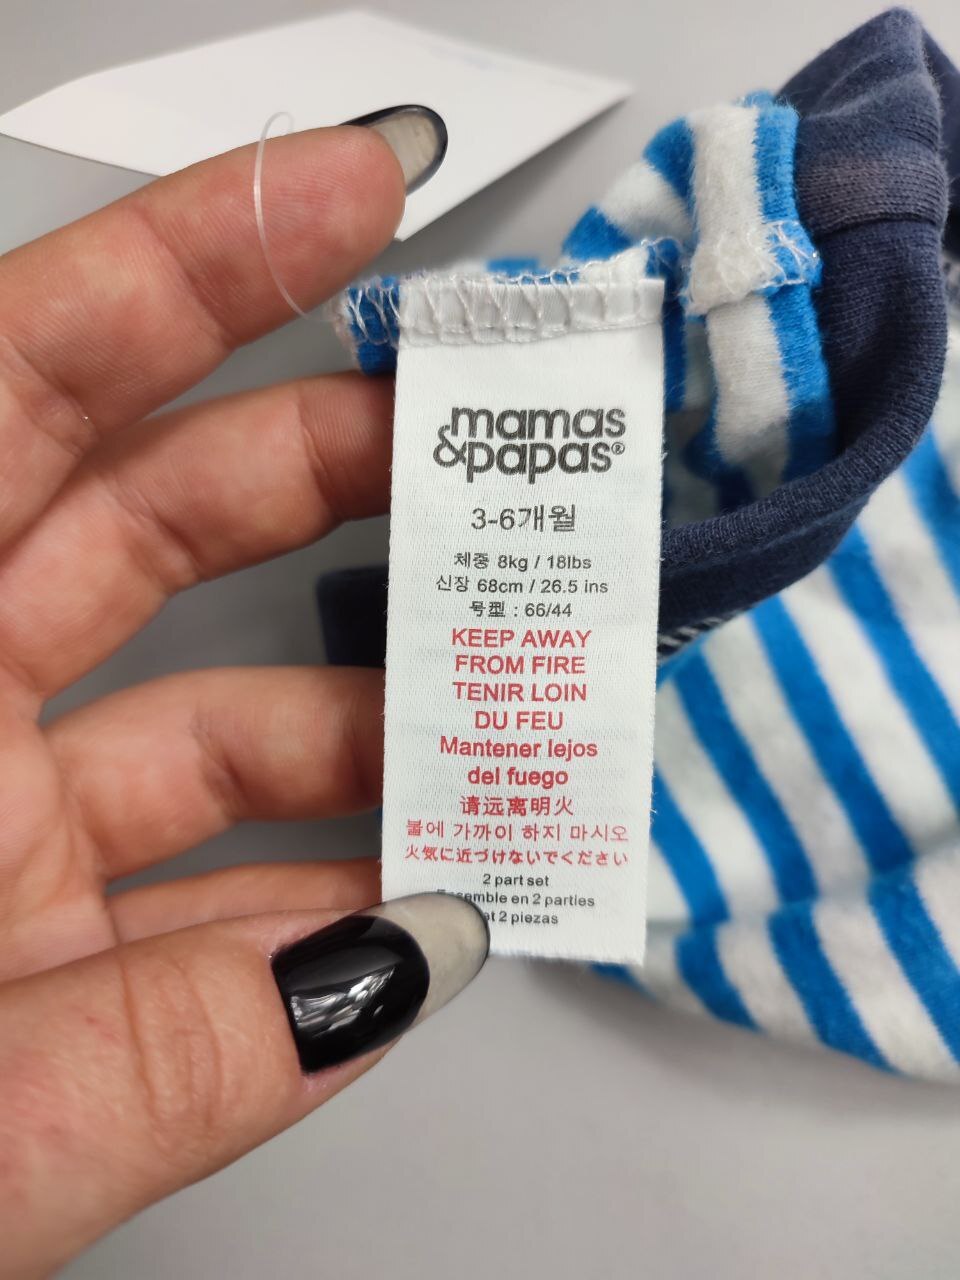 mamas
&papas®
3-6개월
체중 8kg / 18lbs
신장 68cm / 26.5 ins
号型 : 66/44
KEEP AWAY
FROM FIRE
TENIR LOIN
DU FEU
Mantener lejos
del fuego
请远离明火
불에 가까이 하지 마시오
火気に近づけないでください
2 part set
en 2 parties
2 piezas